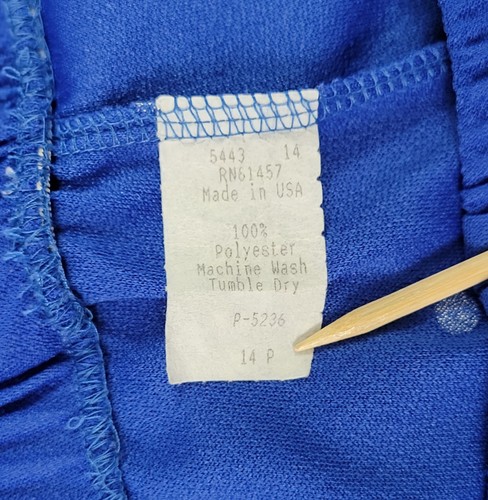 5443 14
RN61457
Made in USA
100%
Polyester
Machine Wash
Tumble Dry
P-5236
14 P